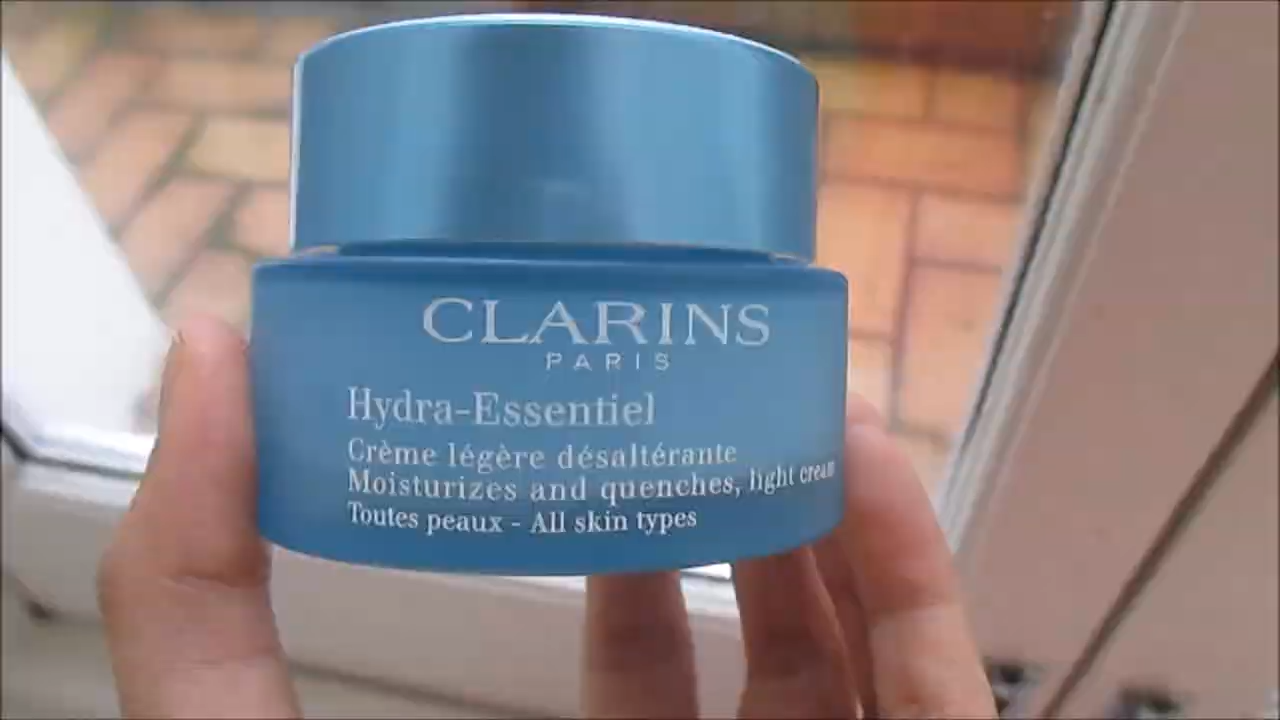 CLARINS
PARIS
Hydra-Essentiel
Crème légère désaltérante
Moisturizes and quenches, light cream
Toutes peaux - All skin types